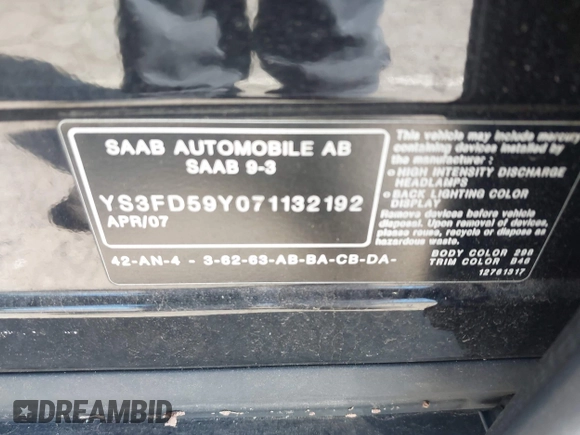 SAAB AUTOMOBILE AB
SAAB 9-3
YS3FD59Y071132192
APR/07
42-AN-4 - 3-62-63-AB-BA-CB-DA-
This vehicle may include mercury
containing devices installed by
the manufacturer:
HIGH INTENSITY DISCHARGE
HEADLAMPS
BACK LIGHTING COLOR
DISPLAY
Remove devices before vehicle
disposal. Upon removal of devices
please reuse, recycle or dispose as
hazardous waste.
BODY COLOR 298
TRIM COLOR B46
12781317
DREAMBID